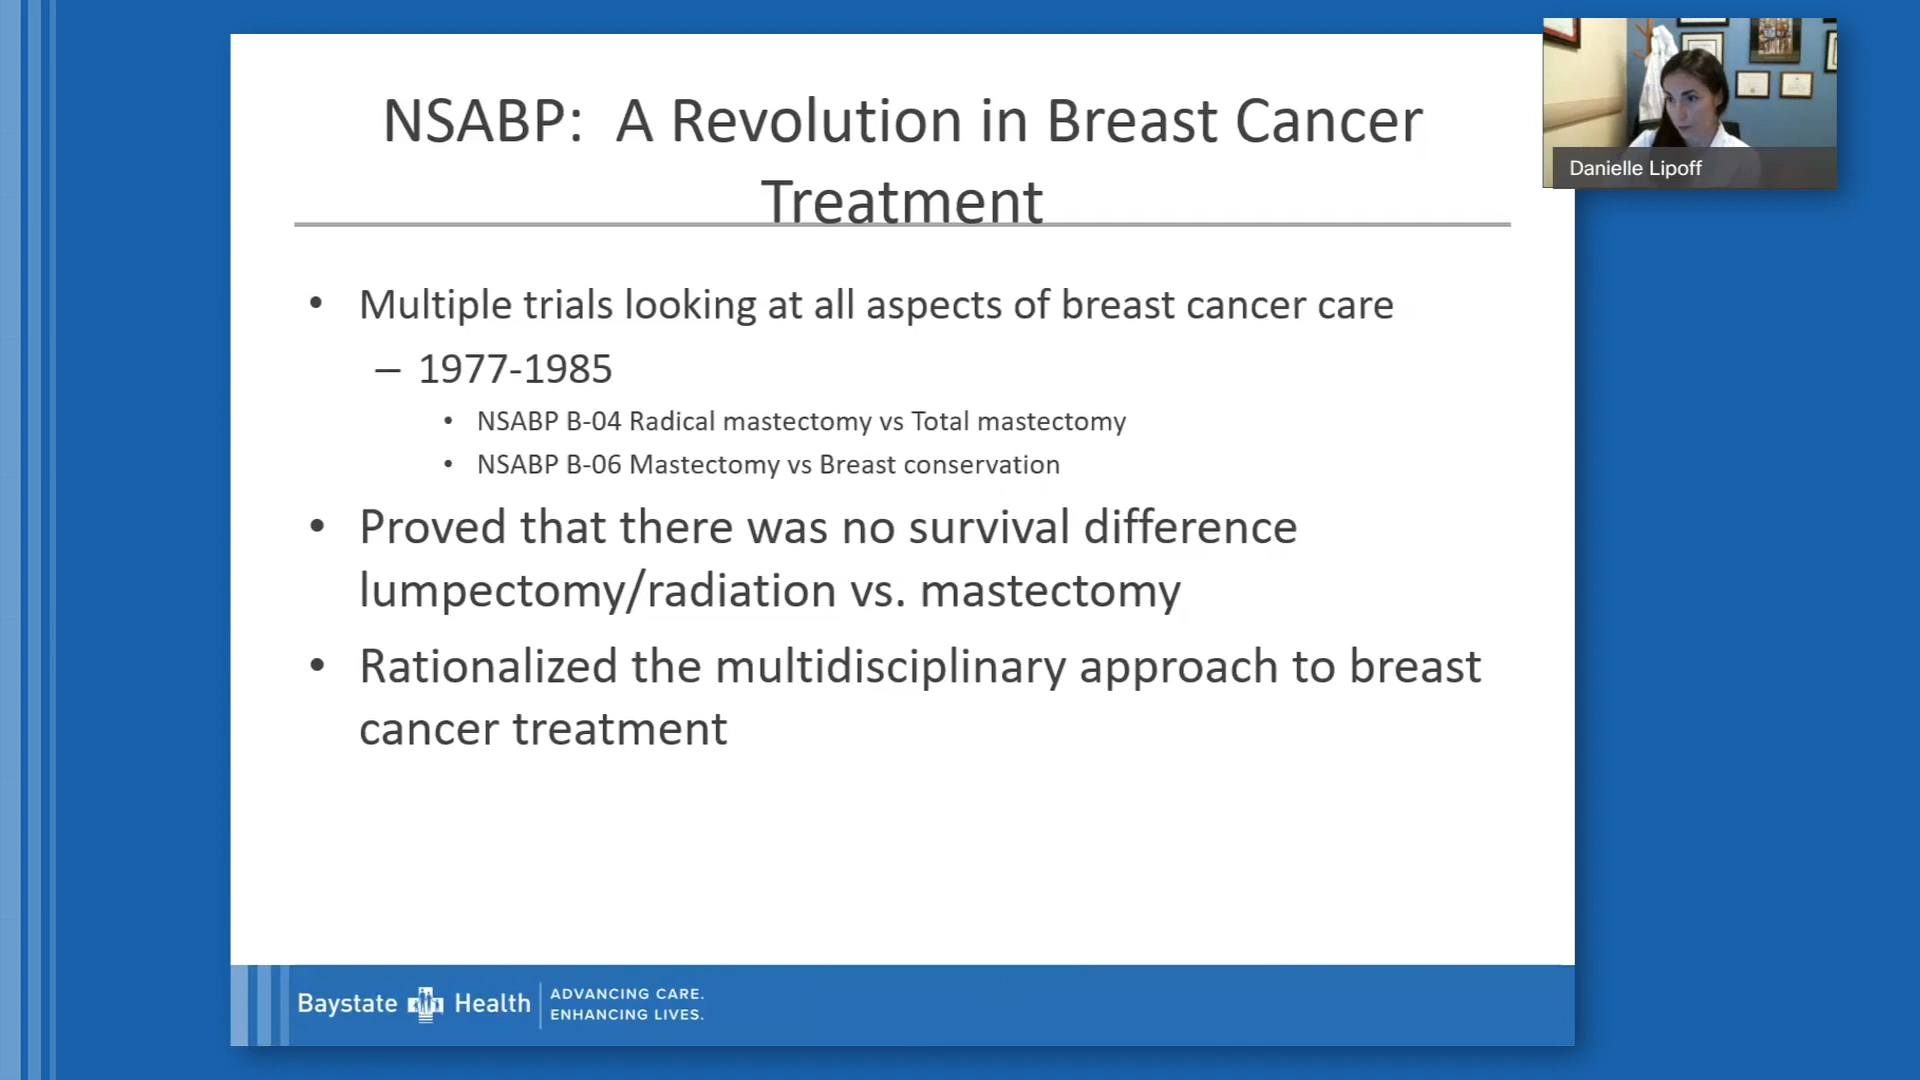 NSABP: A Revolution in Breast Cancer
Treatment
Danielle Lipoff
• Multiple trials looking at all aspects of breast cancer care
– 1977-1985
• NSABP B-04 Radical mastectomy vs Total mastectomy
• NSABP B-06 Mastectomy vs Breast conservation
• Proved that there was no survival difference
lumpectomy/radiation vs. mastectomy
• Rationalized the multidisciplinary approach to breast
cancer treatment
Baystate Health
ADVANCING CARE.
ENHANCING LIVES.